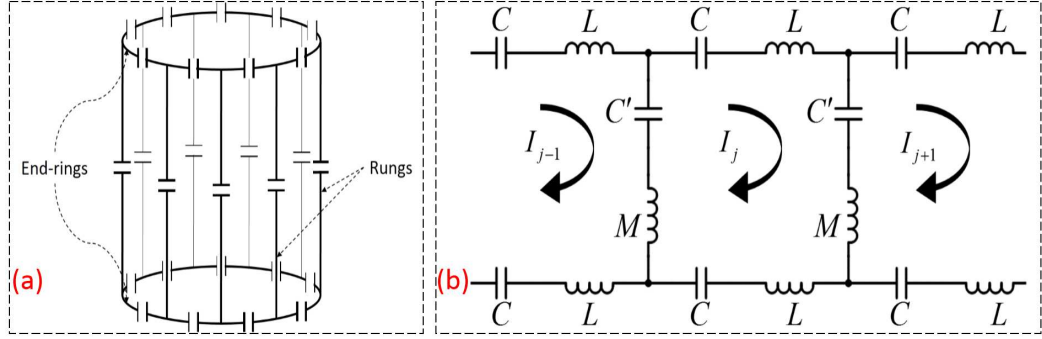 End-rings
Rungs
(a)
C L C L C L
C′ C′
I_{j−1} I_j I_{j+1}
M M
(b)
C L C L C L